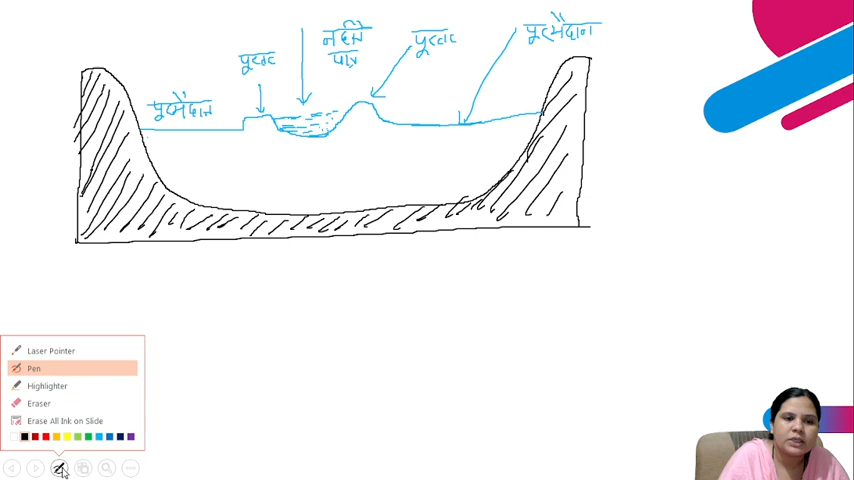 पूरमैदान
पूरतट
नदीचे
पात्र
पूरतट
पूरमैदान
Laser Pointer
Pen
Highlighter
Eraser
Erase All Ink on Slide